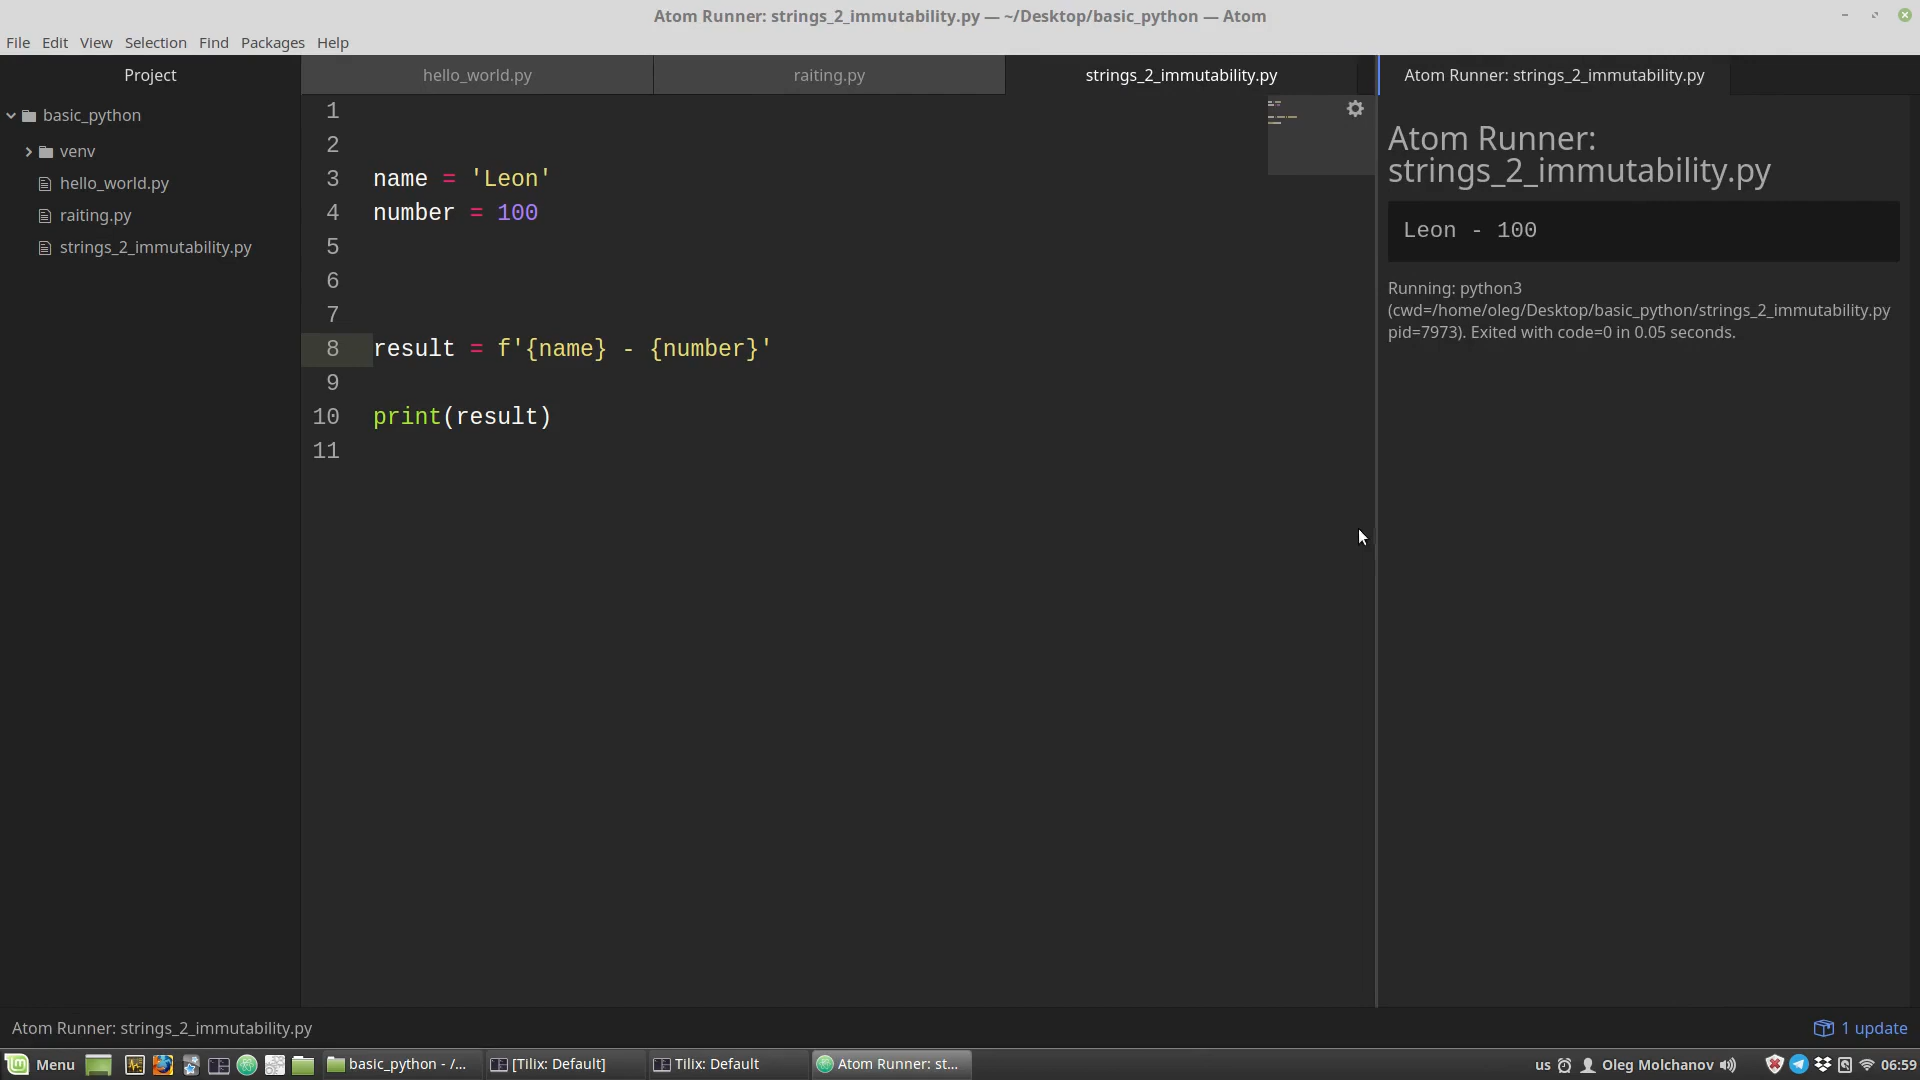 Atom Runner: strings_2_immutability.py — ~/Desktop/basic_python — Atom
File Edit View Selection Find Packages Help
Project
basic_python
venv
hello_world.py
raiting.py
strings_2_immutability.py
hello_world.py raiting.py strings_2_immutability.py
1
2
3 name = 'Leon'
4 number = 100
5
6
7
8 result = f'{name} - {number}'
9
10 print(result)
11
Atom Runner: strings_2_immutability.py
Atom Runner:
strings_2_immutability.py
Leon - 100
Running: python3
(cwd=/home/oleg/Desktop/basic_python/strings_2_immutability.py
pid=7973). Exited with code=0 in 0.05 seconds.
Atom Runner: strings_2_immutability.py 1 update
Menu basic_python - /... [Tilix: Default] Tilix: Default Atom Runner: st... us Oleg Molchanov 06:59